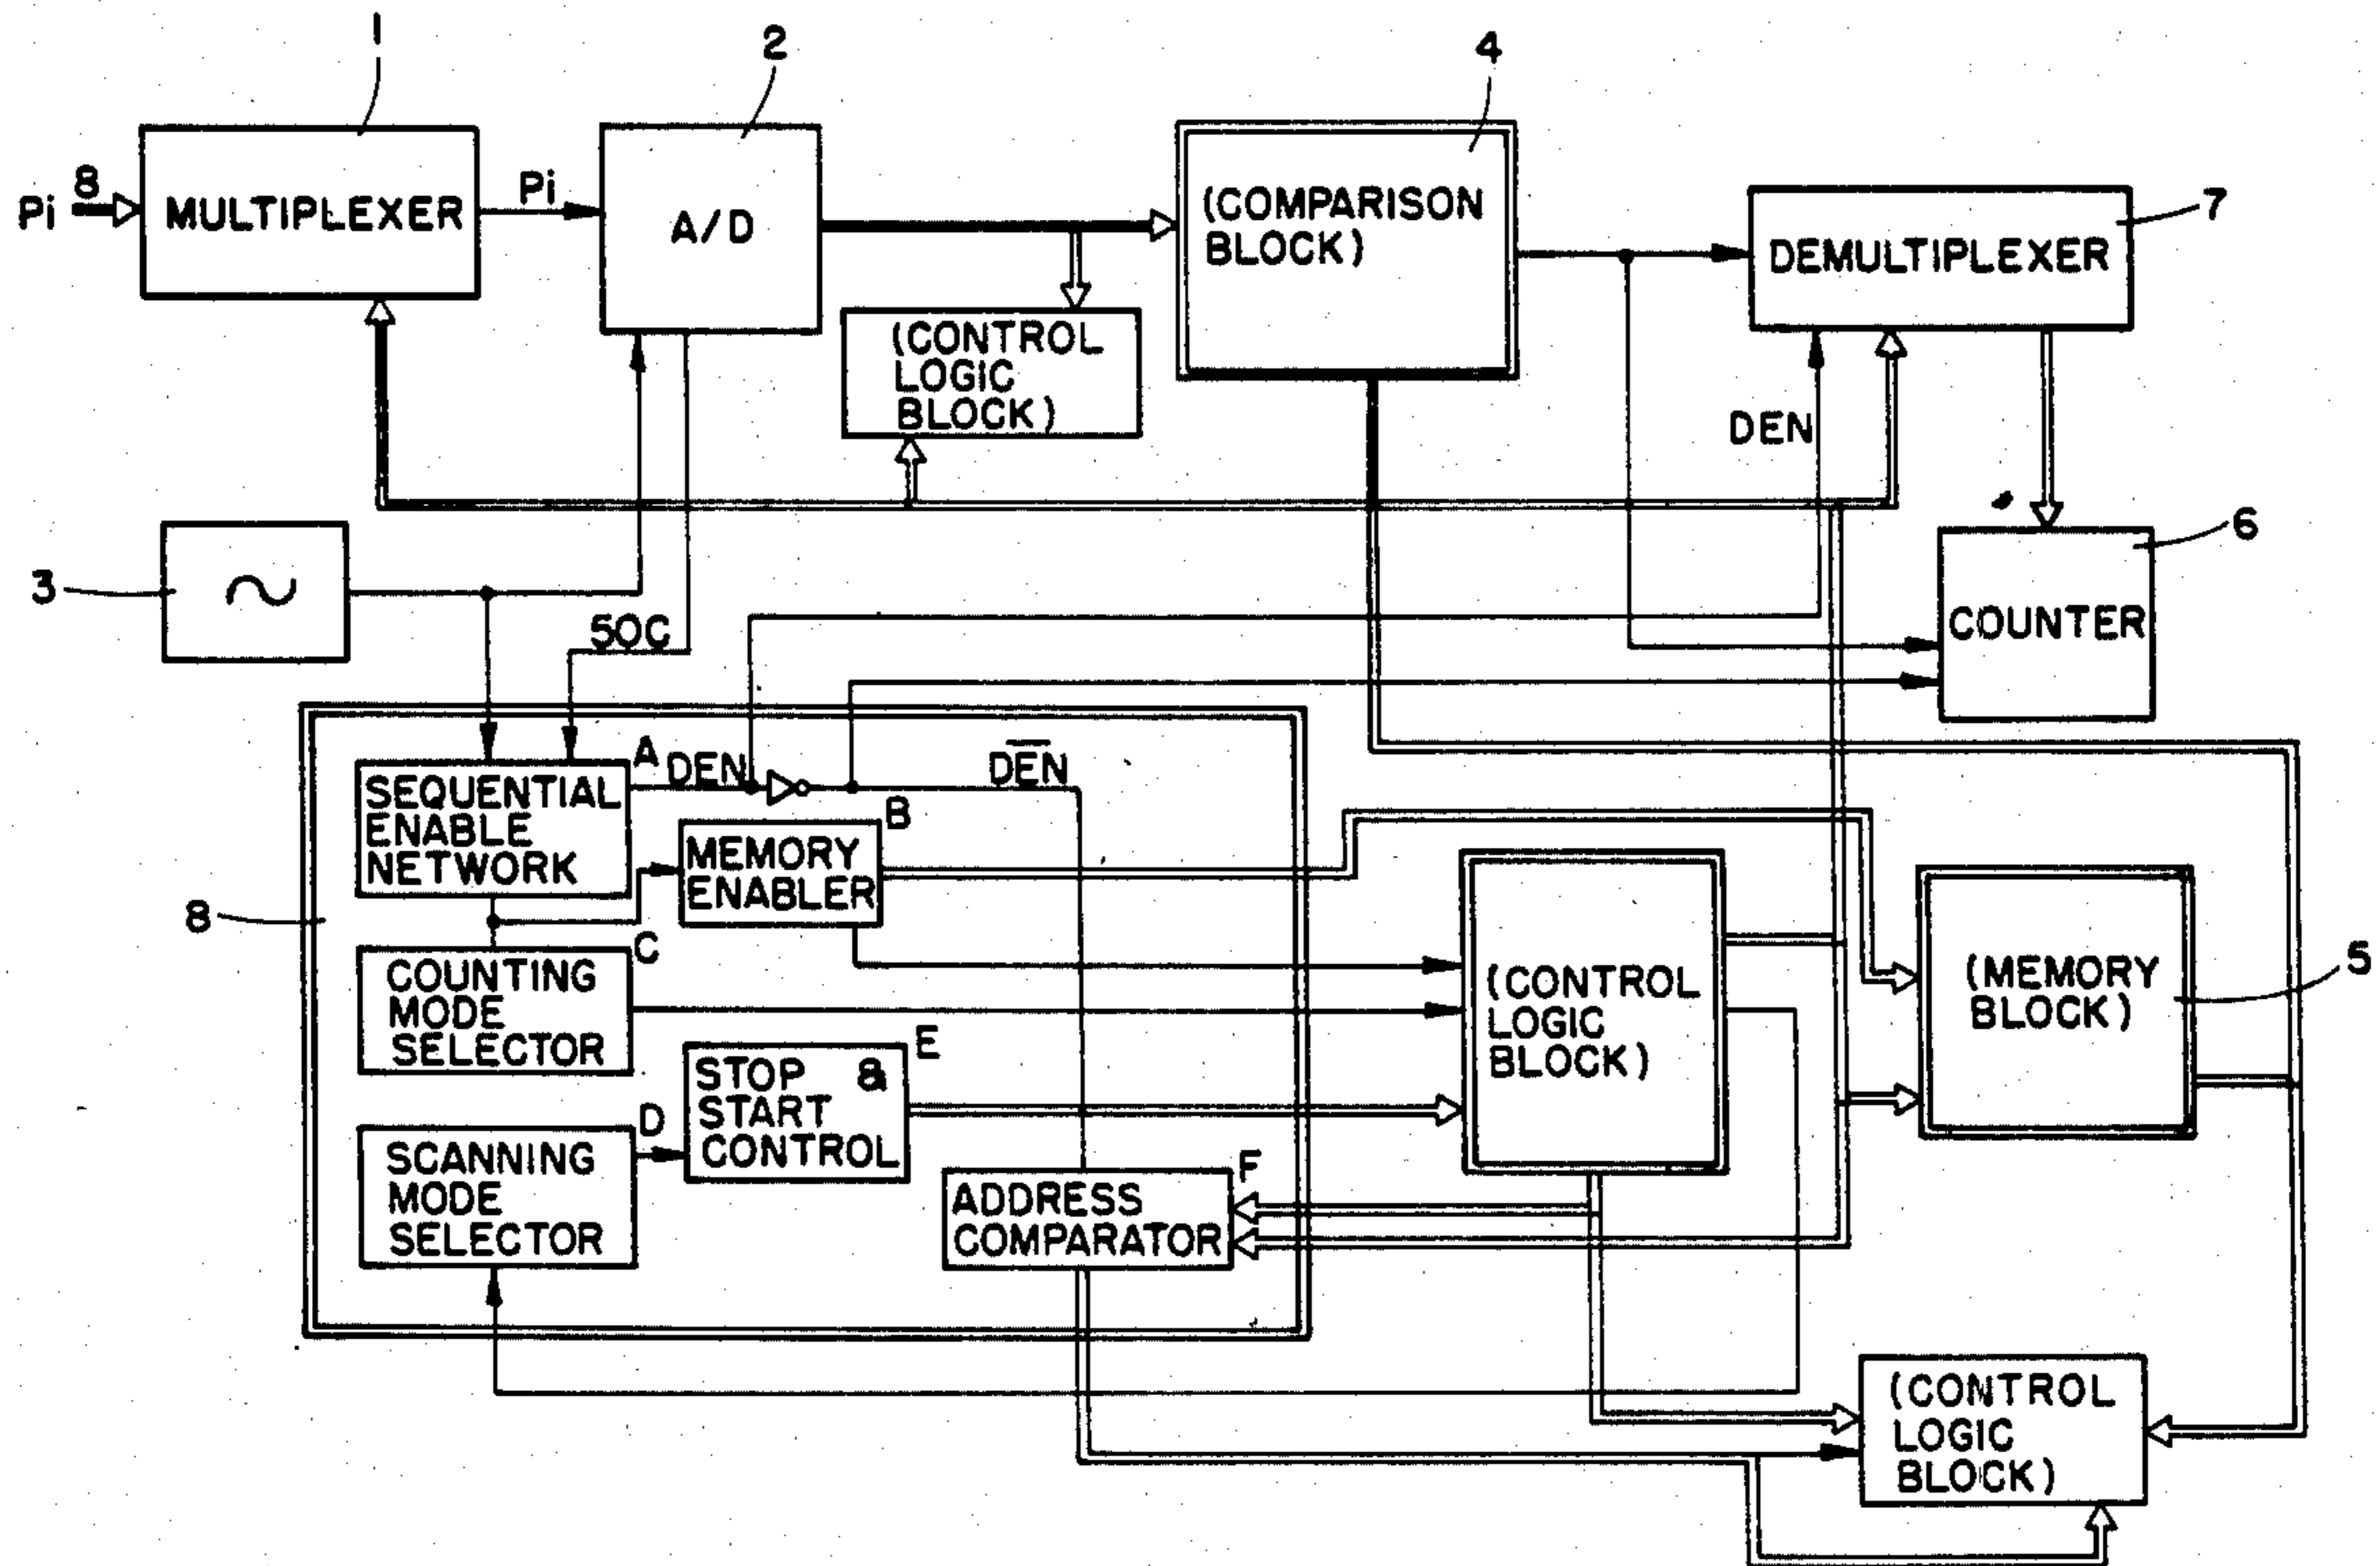 1
2
4
Pi
8
MULTIPLEXER
Pi
A/D
(COMPARISON
BLOCK)
7
DEMULTIPLEXER
(CONTROL
LOGIC
BLOCK)
DEN
6
3
~
SOC
COUNTER
A
DEN
DEN
SEQUENTIAL
ENABLE
NETWORK
B
MEMORY
ENABLER
8
C
COUNTING
MODE
SELECTOR
(CONTROL
LOGIC
BLOCK)
(MEMORY
BLOCK)
5
E
STOP &
START
CONTROL
D
SCANNING
MODE
SELECTOR
F
ADDRESS
COMPARATOR
(CONTROL
LOGIC
BLOCK)